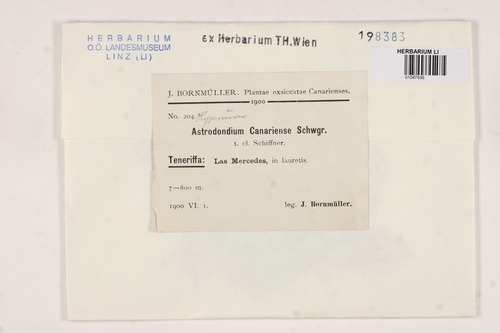 HERBARIUM
O.Ö. LANDESMUSEUM
LINZ (LI)
ex Herbarium TH.Wien
198383
HERBARIUM LI
J. BORNMÜLLER. Plantae exsiccatae Canarienses.
1900
No. 204.
Astrodondium Canariense Schwgr.
t. cl. Schiffner.
Teneriffa: Las Mercedes, in lauretis.
7—800 m.
1900 VI. 1.
leg. J. Bornmüller.